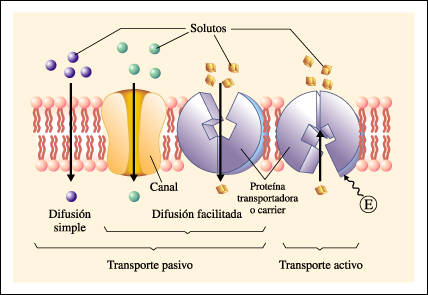 Solutos
Canal
Proteína
transportadora
o carrier
E
Difusión
simple
Difusión facilitada
Transporte pasivo
Transporte activo